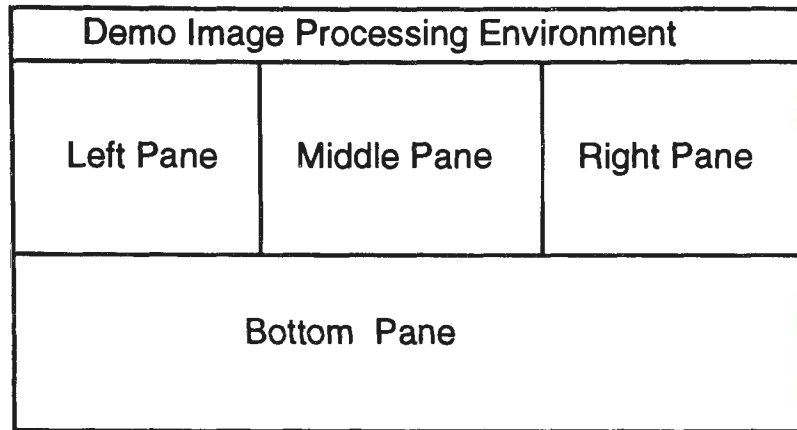 Demo Image Processing Environment
Left Pane
Middle Pane
Right Pane
Bottom Pane